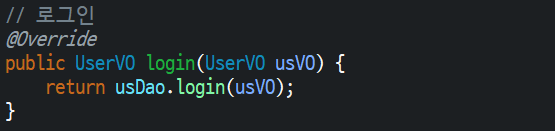 // 로그인
@Override
public UserVO login(UserVO usVO) {
    return usDao.login(usVO);
}